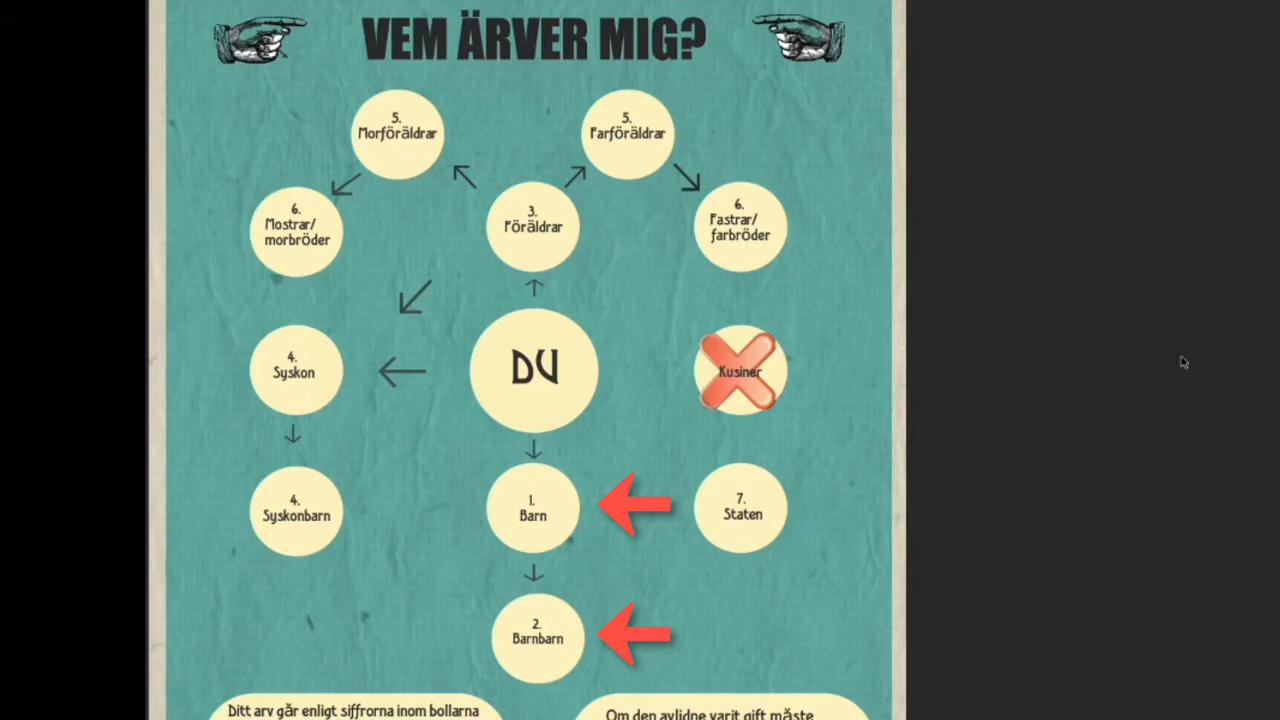 VEM ÄRVER MIG?
5.
Morföräldrar
5.
Farföräldrar
6.
Mostrar/
morbröder
3.
Föräldrar
6.
Fastrar/
farbröder
4.
Syskon
DU
Kusiner
4.
Syskonbarn
1.
Barn
7.
Staten
2.
Barnbarn
Ditt arv går enligt siffrorna inom bollarna
Om den avlidne varit gift måste